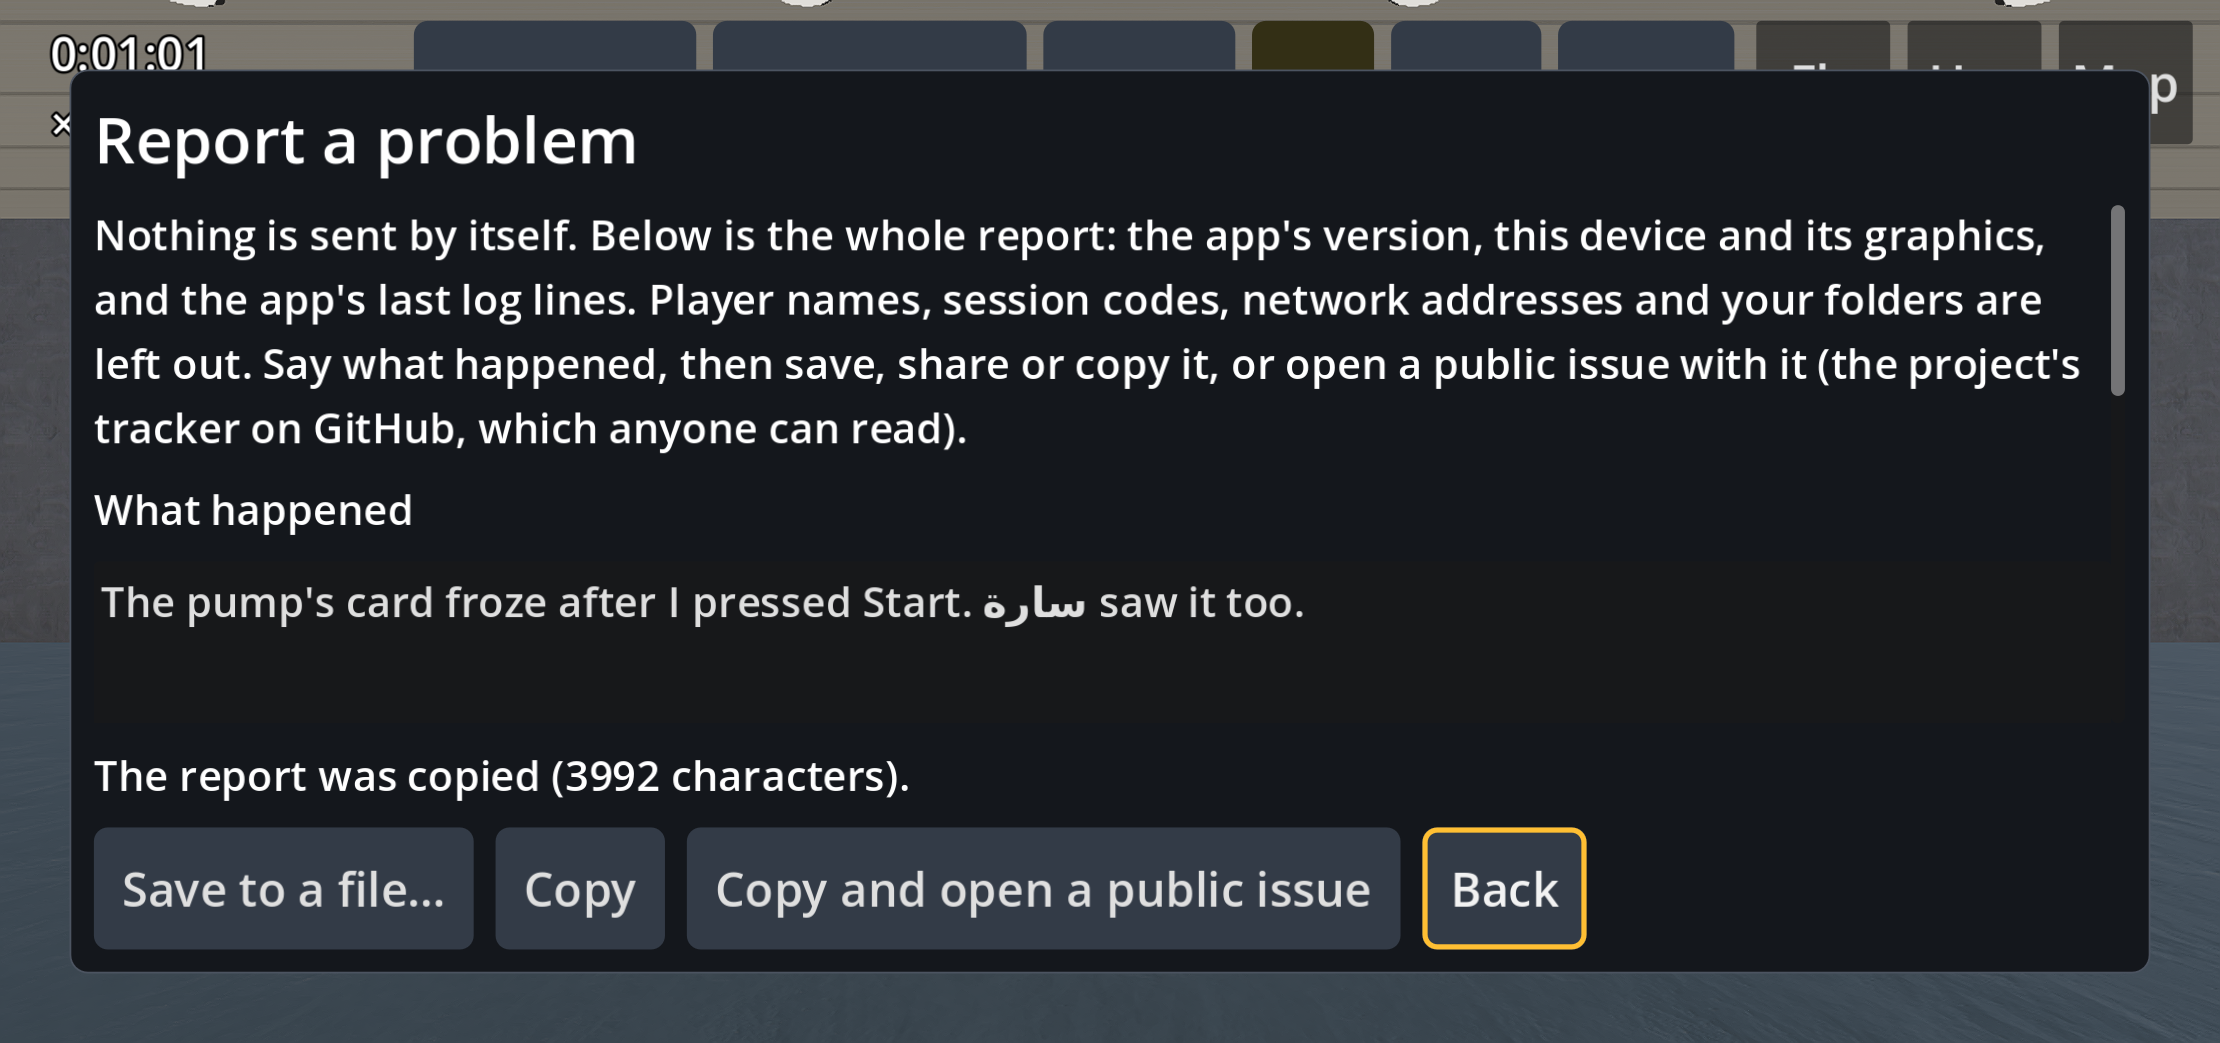 0:01:01
×
p
Report a problem
Nothing is sent by itself. Below is the whole report: the app's version, this device and its graphics,
and the app's last log lines. Player names, session codes, network addresses and your folders are
left out. Say what happened, then save, share or copy it, or open a public issue with it (the project's
tracker on GitHub, which anyone can read).
What happened
The pump's card froze after I pressed Start. سارة saw it too.
The report was copied (3992 characters).
Save to a file...
Copy
Copy and open a public issue
Back